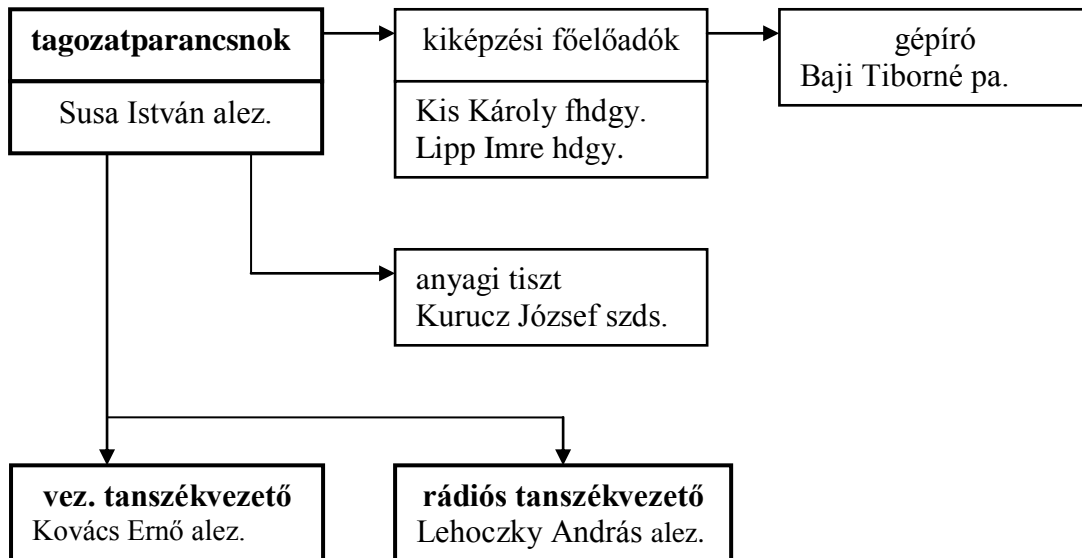 tagozatparancsnok
Susa István alez.
kiképzési főelőadók
Kis Károly fhdgy.
Lipp Imre hdgy.
gépíró
Baji Tiborné pa.
anyagi tiszt
Kurucz József szds.
vez. tanszékvezető
Kovács Ernő alez.
rádiós tanszékvezető
Lehoczky András alez.